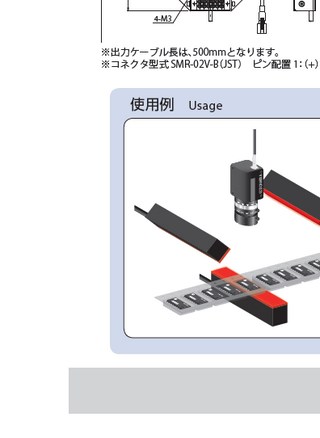 4-M3
※出力ケーブル長は、500mmとなります。
※コネクタ型式 SMR-02V-B（JST）　ピン配置 1：（+）
使用例 Usage